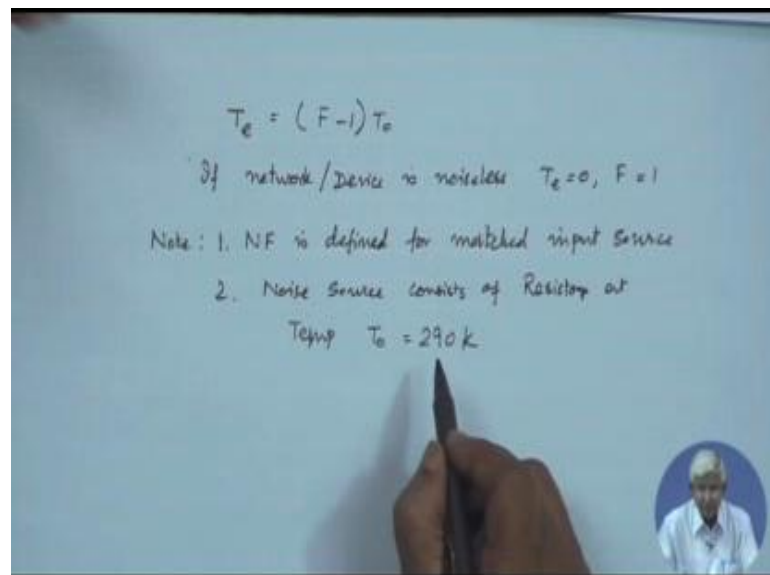 Te = (F-1) To
If network/Device is noiseless Te=0, F=1
Note: 1. NF is defined for matched input source
2. Noise source consists of Resistor at
Temp To = 290 k